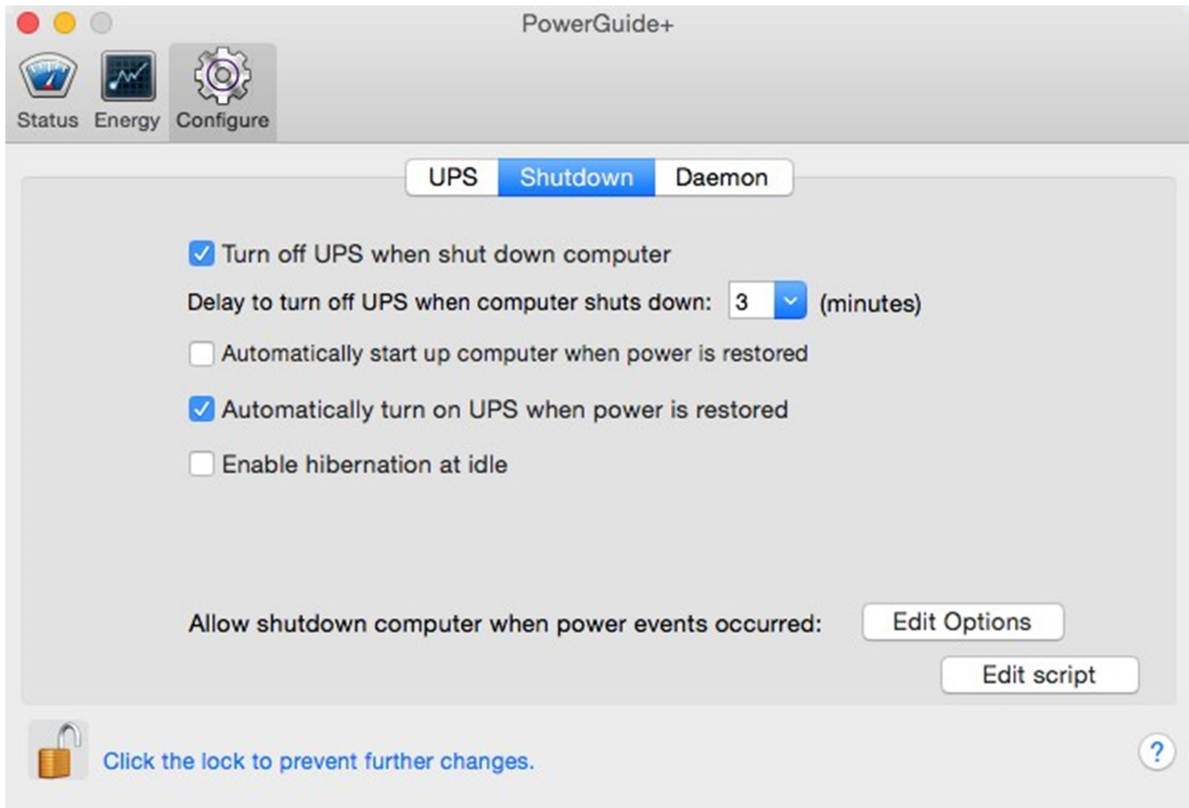 PowerGuide+
Status Energy Configure
UPS Shutdown Daemon
Turn off UPS when shut down computer
Delay to turn off UPS when computer shuts down: 3 (minutes)
Automatically start up computer when power is restored
Automatically turn on UPS when power is restored
Enable hibernation at idle
Allow shutdown computer when power events occurred: Edit Options
Edit script
Click the lock to prevent further changes. ?